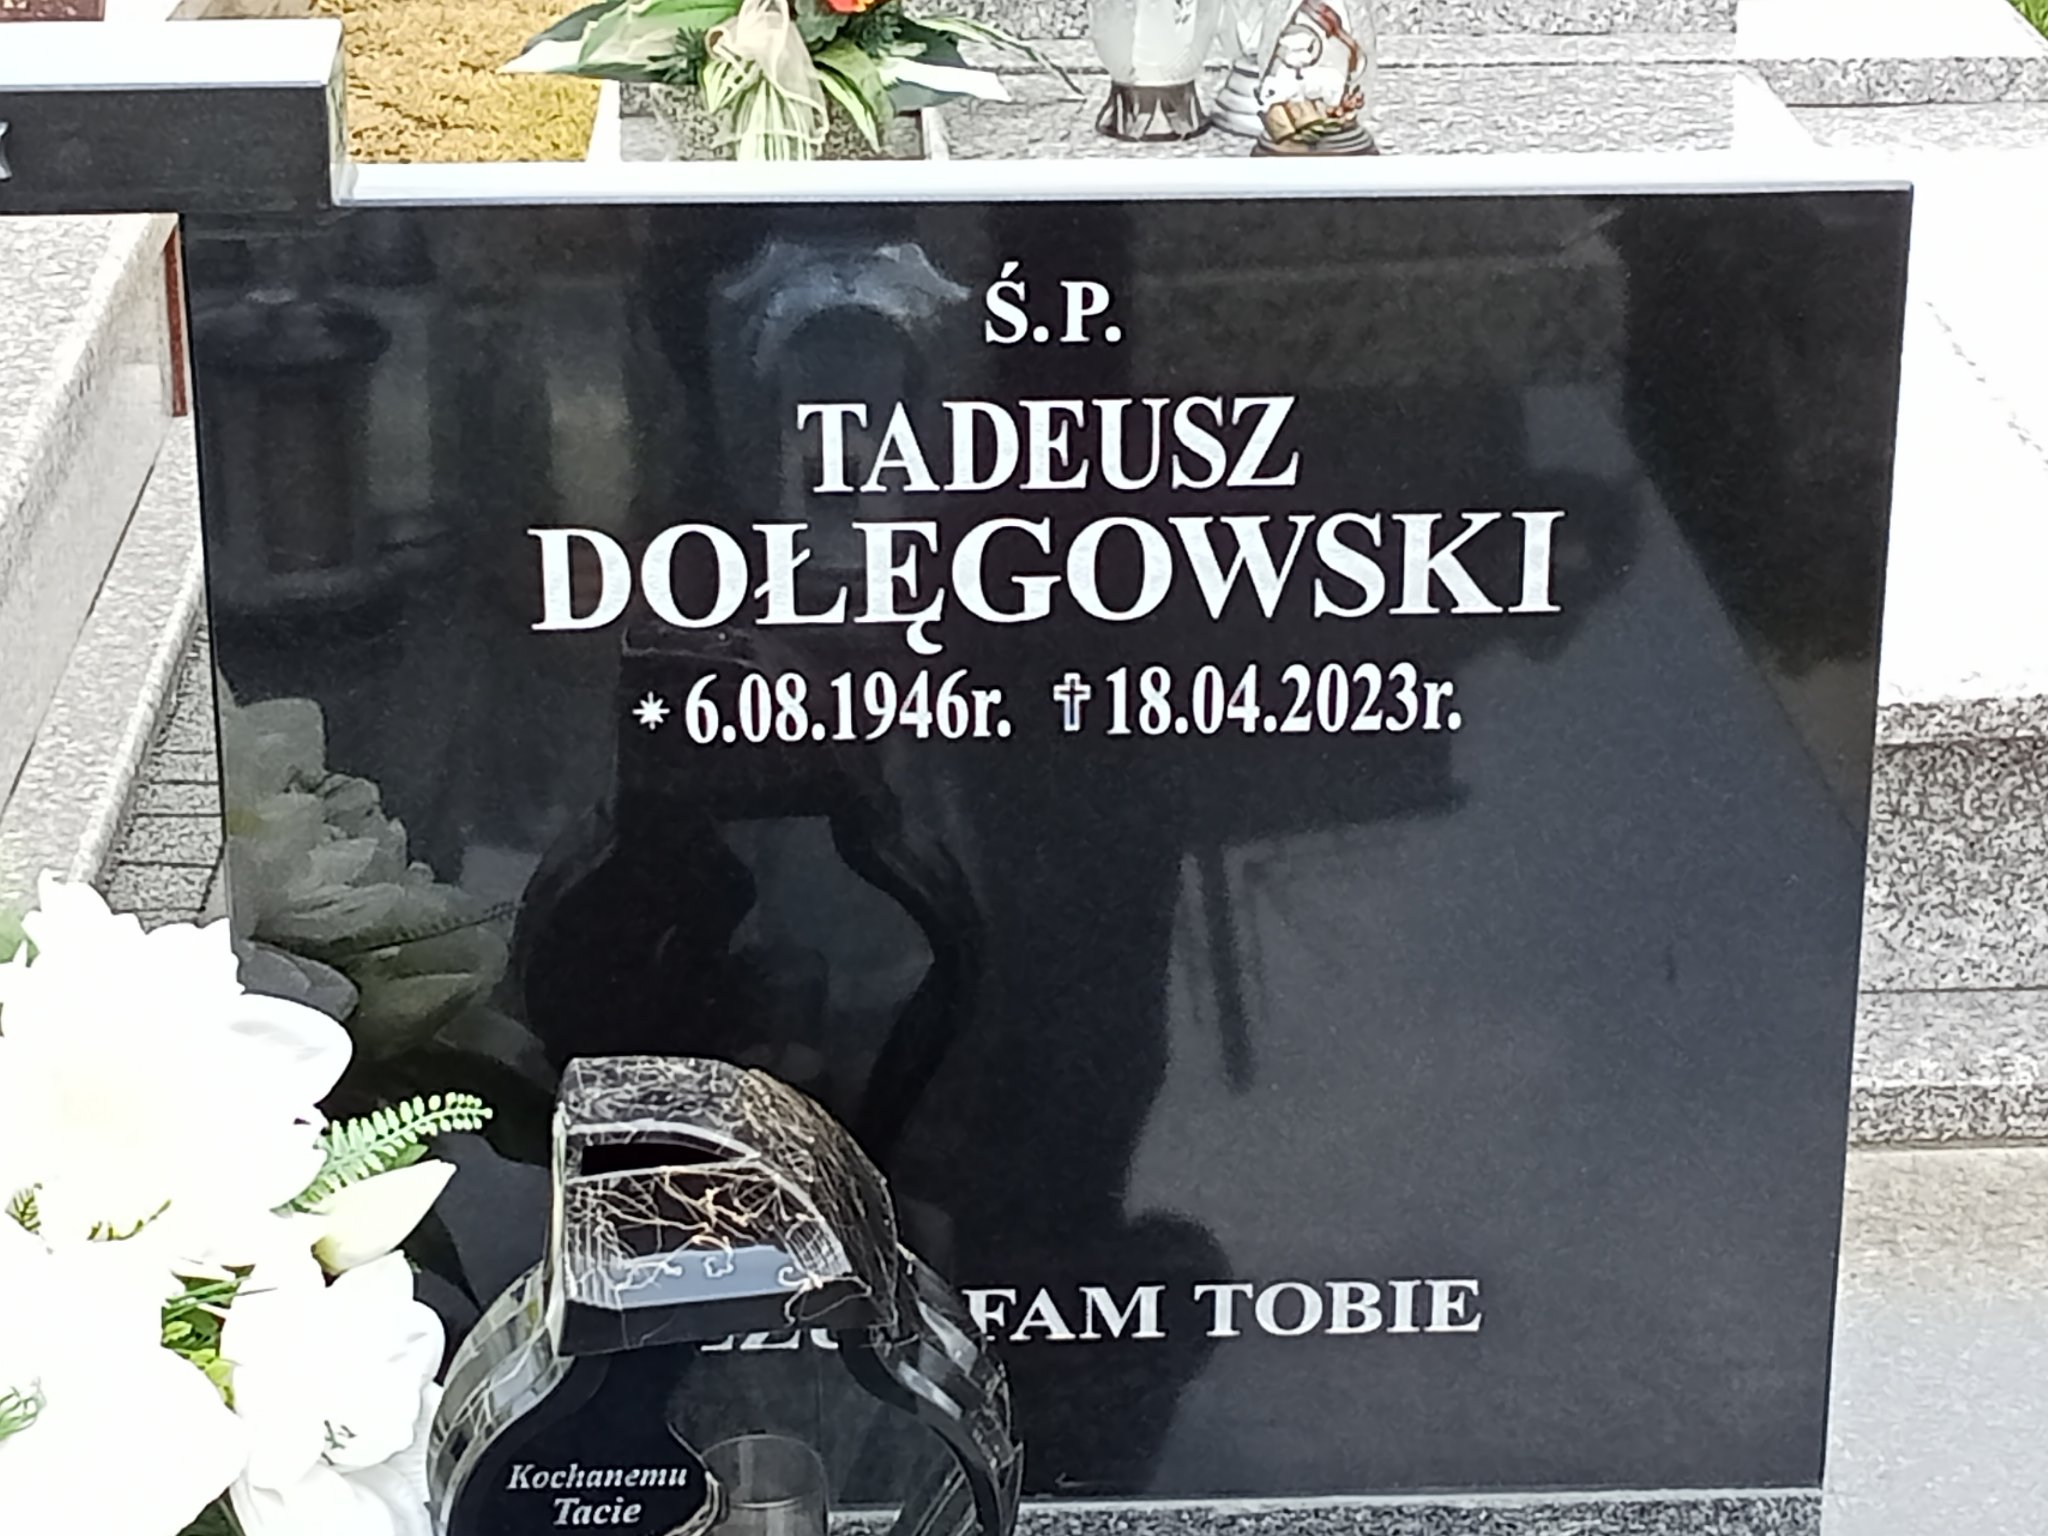 Ś.P.
TADEUSZ
DOŁĘGOWSKI
* 6.08.1946r. ✝ 18.04.2023r.
FAM TOBIE
Kochanemu
Tacie